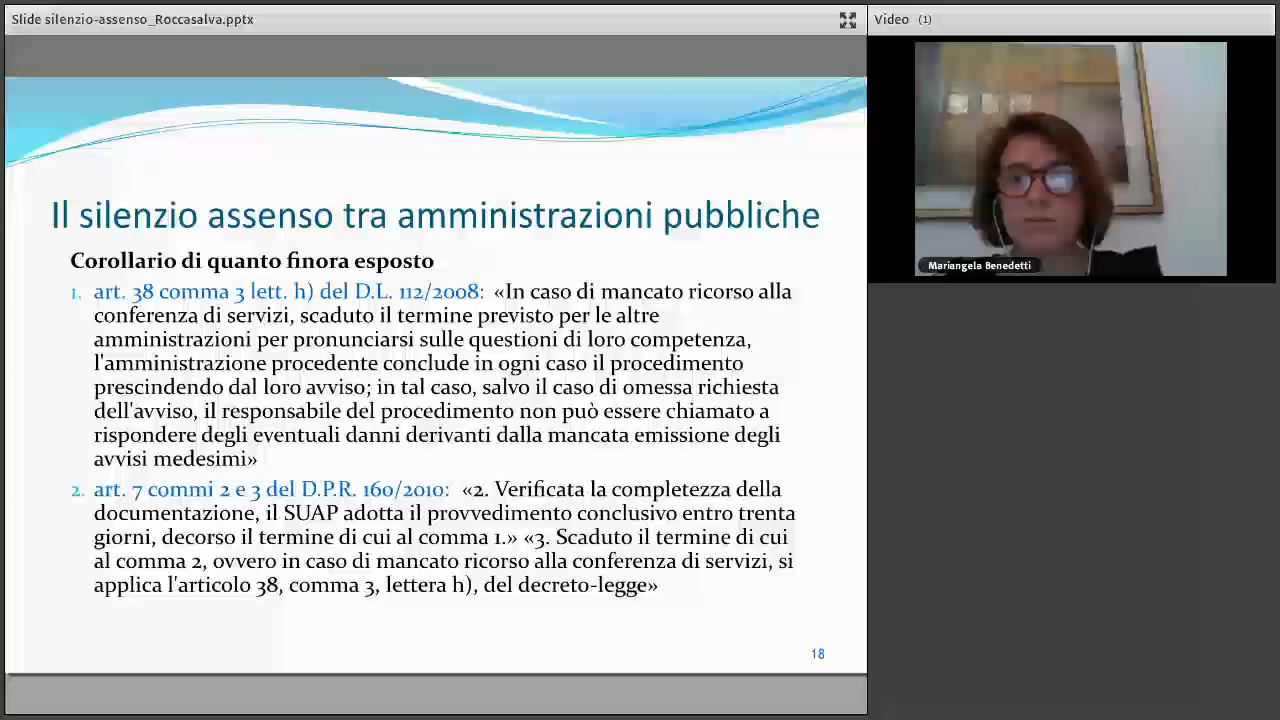 Slide silenzio-assenso_Roccasalva.pptx
Video (1)
Mariangela Benedetti
Il silenzio assenso tra amministrazioni pubbliche
Corollario di quanto finora esposto
1. art. 38 comma 3 lett. h) del D.L. 112/2008: «In caso di mancato ricorso alla
conferenza di servizi, scaduto il termine previsto per le altre
amministrazioni per pronunciarsi sulle questioni di loro competenza,
l'amministrazione procedente conclude in ogni caso il procedimento
prescindendo dal loro avviso; in tal caso, salvo il caso di omessa richiesta
dell'avviso, il responsabile del procedimento non può essere chiamato a
rispondere degli eventuali danni derivanti dalla mancata emissione degli
avvisi medesimi»
2. art. 7 commi 2 e 3 del D.P.R. 160/2010: «2. Verificata la completezza della
documentazione, il SUAP adotta il provvedimento conclusivo entro trenta
giorni, decorso il termine di cui al comma 1.» «3. Scaduto il termine di cui
al comma 2, ovvero in caso di mancato ricorso alla conferenza di servizi, si
applica l'articolo 38, comma 3, lettera h), del decreto-legge»
18